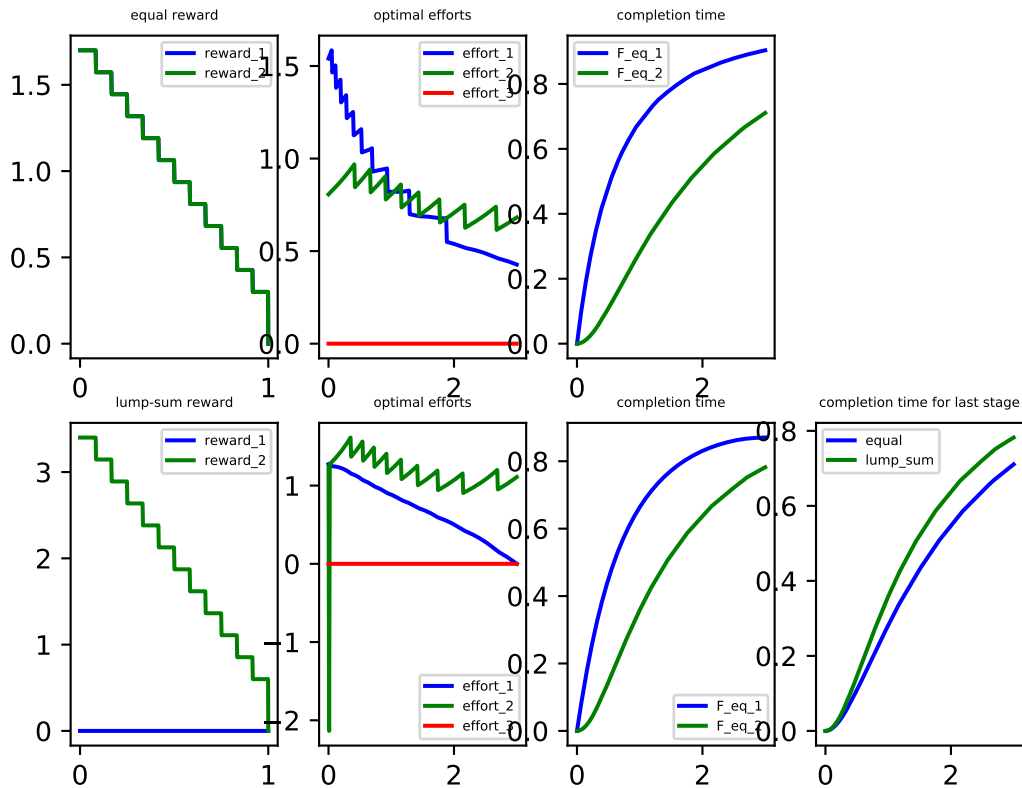 equal reward
optimal efforts
completion time
reward_1
reward_2
effort_1
effort_2
effort_3
F_eq_1
F_eq_2
1.5
1.0
0.5
0.0
0
1
1.5
1.0
0.5
0.0
0
2
0.8
0.6
0.4
0.2
0.0
0
2
lump-sum reward
optimal efforts
completion time
completion time for last stage
reward_1
reward_2
effort_1
effort_2
effort_3
F_eq_1
F_eq_2
equal
lump_sum
3
2
1
0
0
1
1
0
−1
−2
0
2
0.8
0.6
0.4
0.2
0.0
0
2
0.8
0.6
0.4
0.2
0.0
0
2